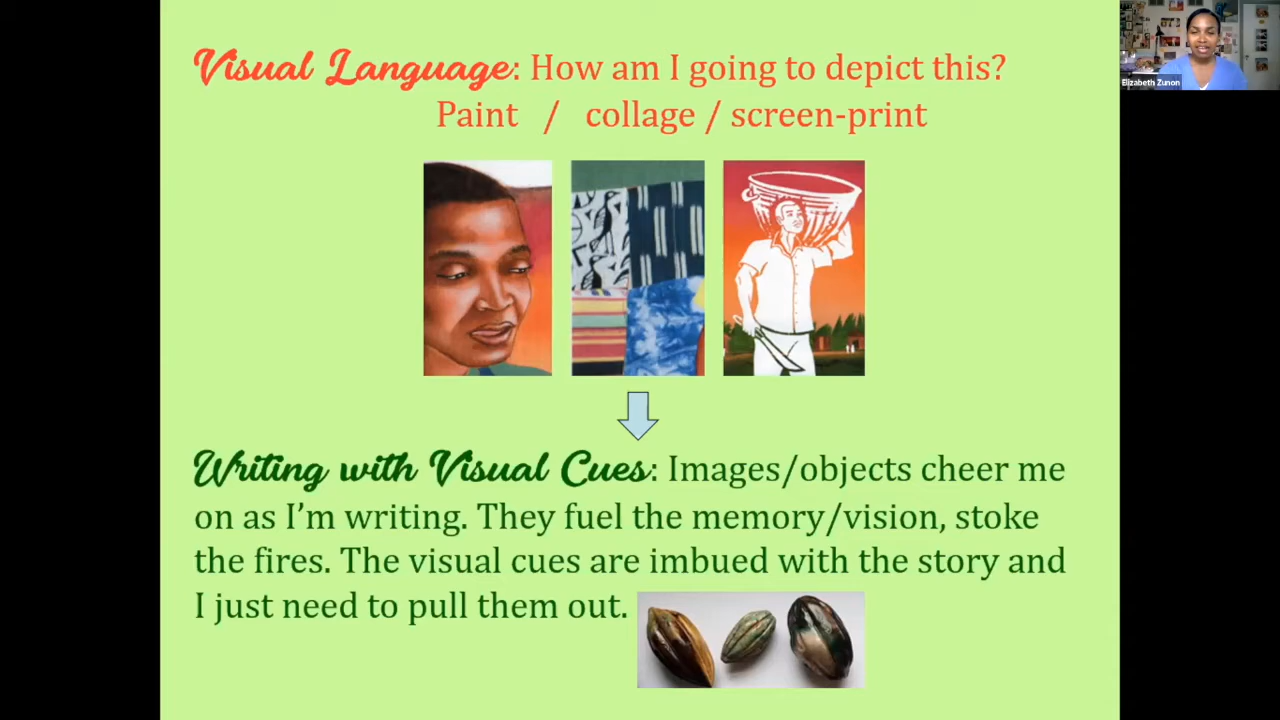 Visual Language: How am I going to depict this?
Paint / collage / screen-print
Writing with Visual Cues: Images/objects cheer me
on as I'm writing. They fuel the memory/vision, stoke
the fires. The visual cues are imbued with the story and
I just need to pull them out.
Elizabeth Zunon